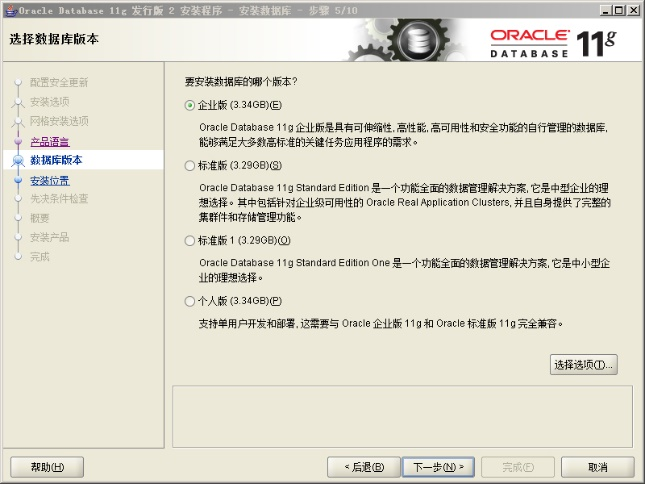 Oracle Database 11g 发行版 2 安装程序 - 安装数据库 - 步骤 5/10
选择数据库版本
ORACLE
DATABASE
11g
配置安全更新
安装选项
网格安装选项
产品语言
数据库版本
安装位置
先决条件检查
概要
安装产品
完成
要安装数据库的哪个版本?
企业版 (3.34GB)(E)
Oracle Database 11g 企业版是具有可伸缩性, 高性能, 高可用性和安全功能的自行管理的数据库,
能够满足大多数高标准的关键任务应用程序的需求。
标准版 (3.29GB)(S)
Oracle Database 11g Standard Edition 是一个功能全面的数据管理解决方案, 它是中型企业的理
想选择。其中包括针对企业级可用性的 Oracle Real Application Clusters, 并且自身提供了完整的
集群件和存储管理功能。
标准版 1 (3.29GB)(O)
Oracle Database 11g Standard Edition One 是一个功能全面的数据管理解决方案, 它是中小型企
业的理想选择。
个人版 (3.34GB)(P)
支持单用户开发和部署, 这需要与 Oracle 企业版 11g 和 Oracle 标准版 11g 完全兼容。
选择选项(T)...
帮助(H)
< 后退(B)
下一步(N) >
完成(F)
取消